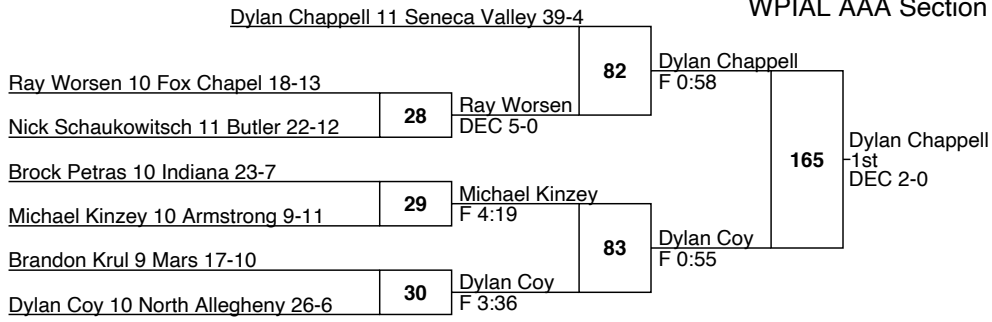 WPIAL AAA Section
Dylan Chappell 11 Seneca Valley 39-4
82
Dylan Chappell
F 0:58
Ray Worsen 10 Fox Chapel 18-13
28
Ray Worsen
DEC 5-0
Nick Schaukowitsch 11 Butler 22-12
165
Dylan Chappell
1st
DEC 2-0
Brock Petras 10 Indiana 23-7
29
Michael Kinzey
F 4:19
Michael Kinzey 10 Armstrong 9-11
83
Dylan Coy
F 0:55
Brandon Krul 9 Mars 17-10
30
Dylan Coy
F 3:36
Dylan Coy 10 North Allegheny 26-6